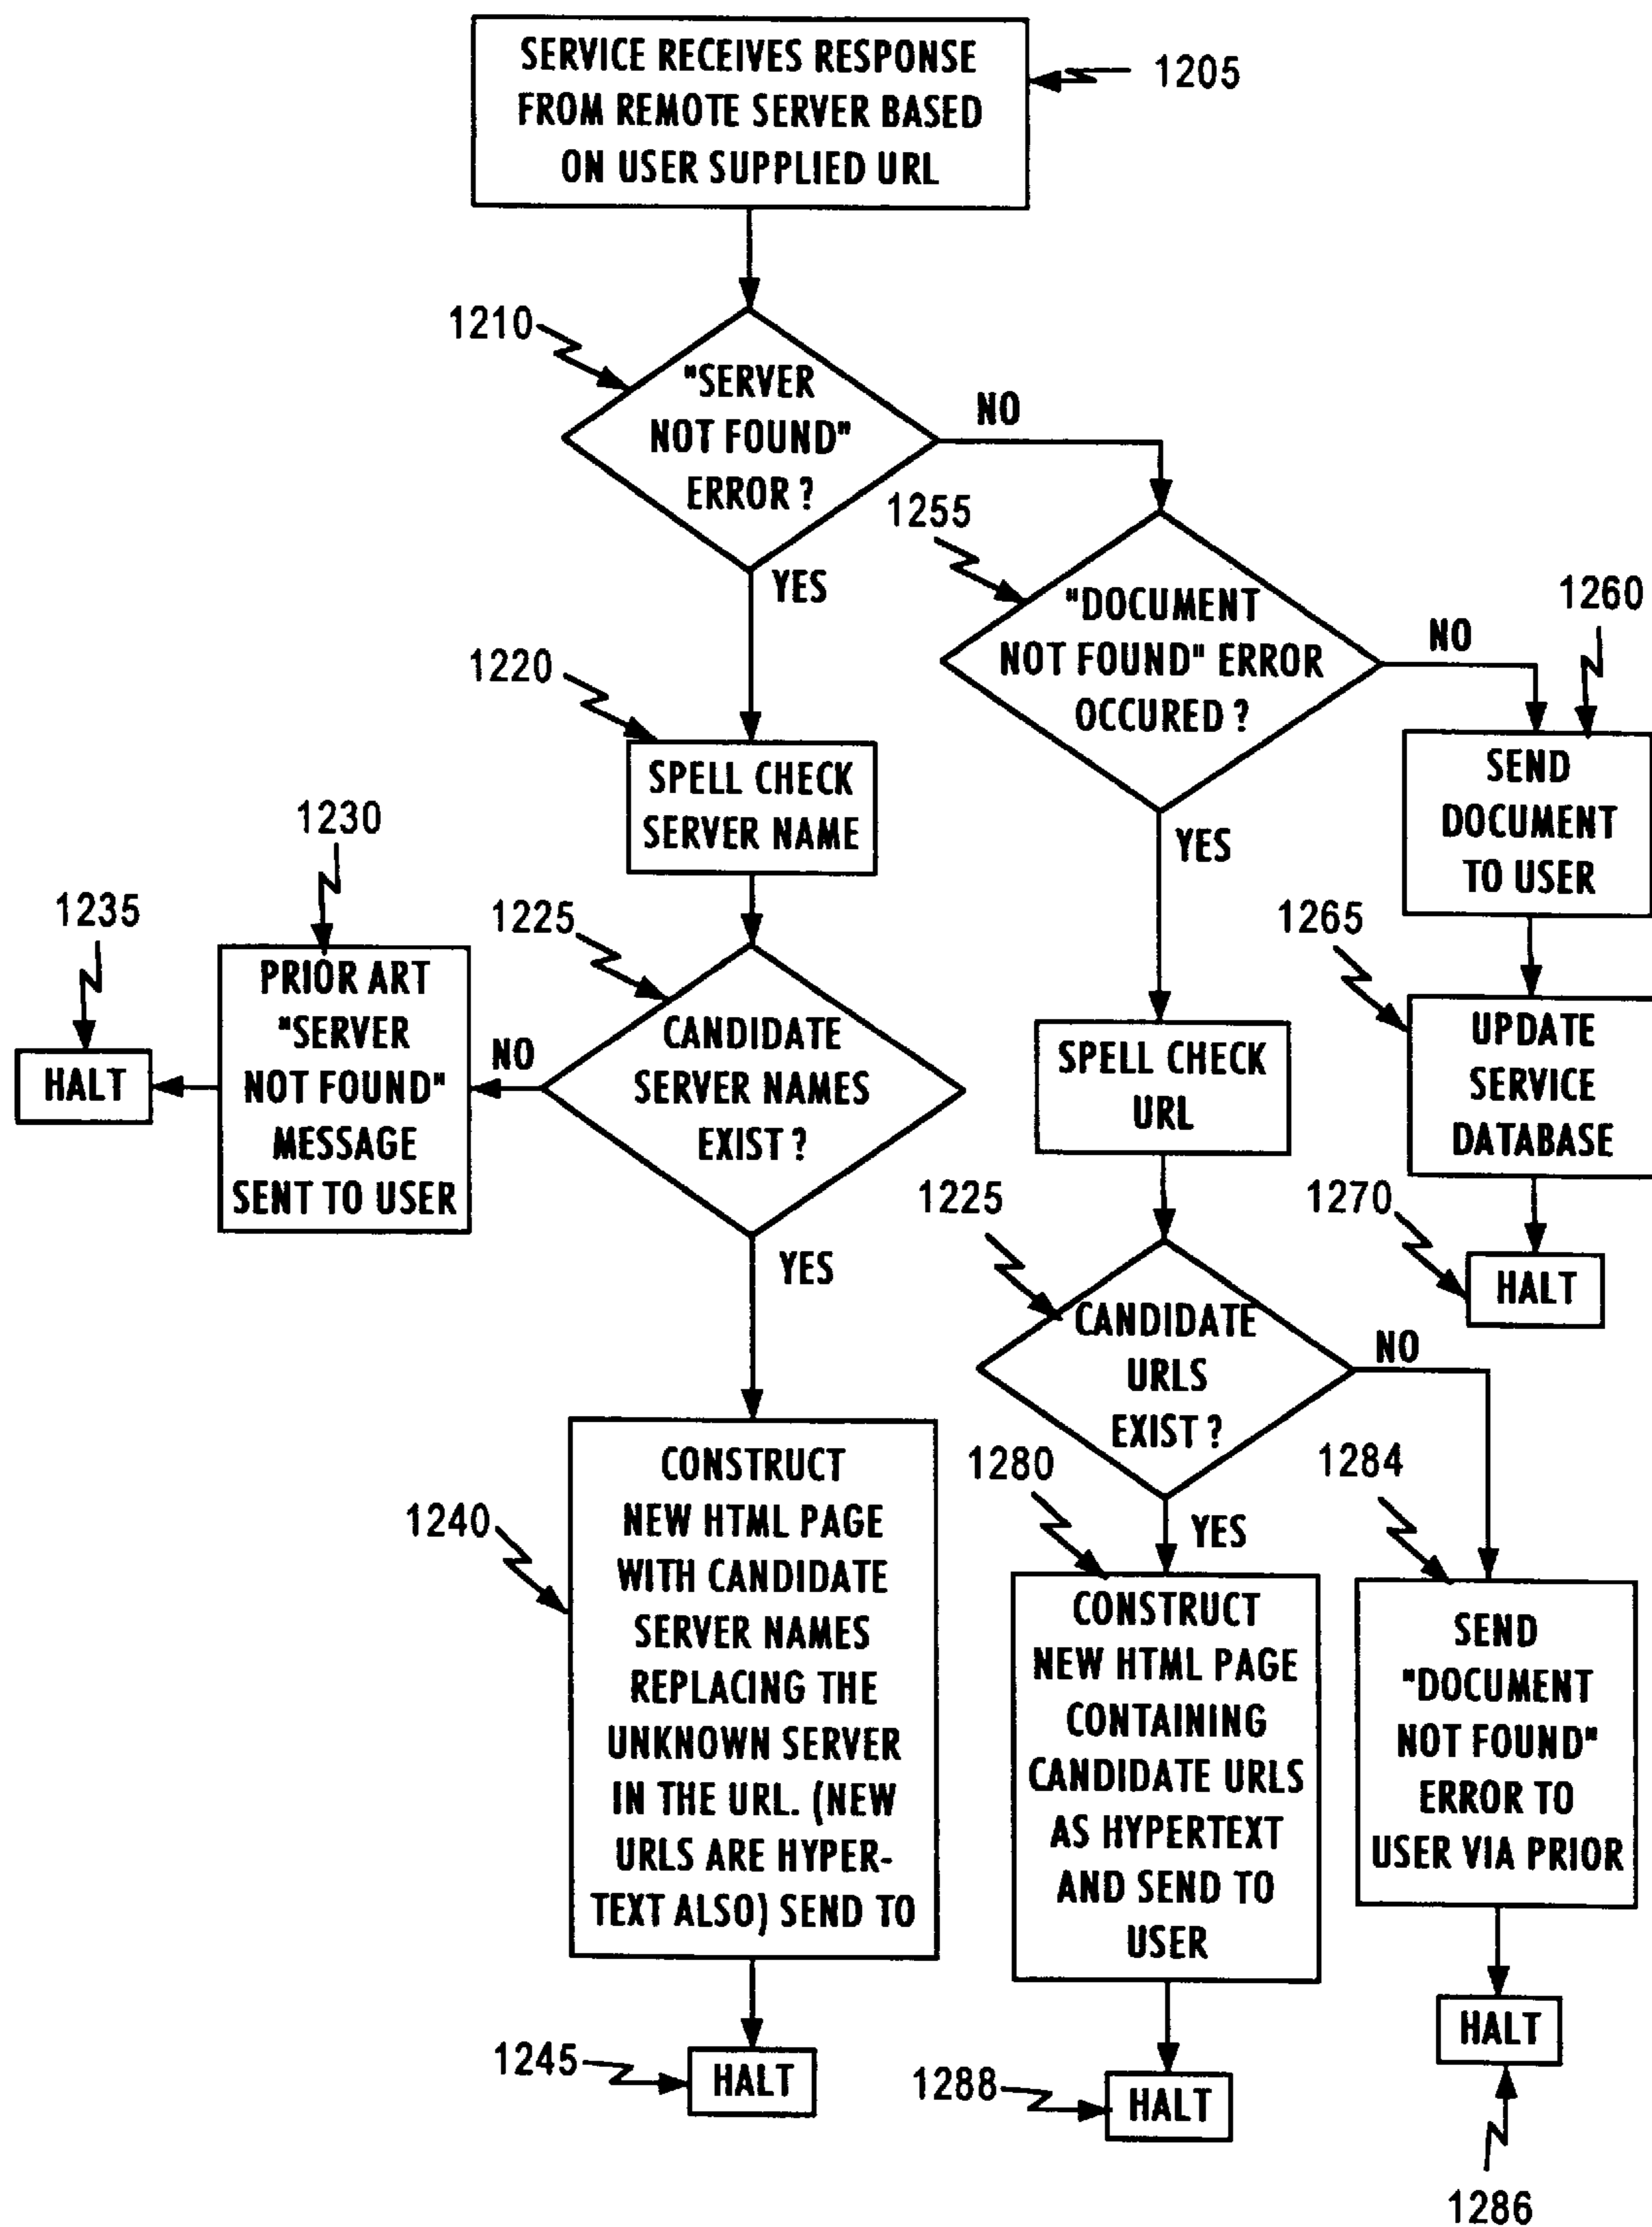 SERVICE RECEIVES RESPONSE
FROM REMOTE SERVER BASED
ON USER SUPPLIED URL
1205
1210
"SERVER
NOT FOUND"
ERROR ?
NO
YES
1255
"DOCUMENT
NOT FOUND" ERROR
OCCURED ?
NO
YES
1260
SEND
DOCUMENT
TO USER
1265
UPDATE
SERVICE
DATABASE
1270
HALT
1220
SPELL CHECK
SERVER NAME
1225
CANDIDATE
SERVER NAMES
EXIST ?
NO
YES
1230
PRIOR ART
"SERVER
NOT FOUND"
MESSAGE
SENT TO USER
1235
HALT
1240
CONSTRUCT
NEW HTML PAGE
WITH CANDIDATE
SERVER NAMES
REPLACING THE
UNKNOWN SERVER
IN THE URL. (NEW
URLS ARE HYPER-
TEXT ALSO) SEND TO
1245
HALT
SPELL CHECK
URL
1225
CANDIDATE
URLS
EXIST ?
NO
YES
1280
CONSTRUCT
NEW HTML PAGE
CONTAINING
CANDIDATE URLS
AS HYPERTEXT
AND SEND TO
USER
1288
HALT
1284
SEND
"DOCUMENT
NOT FOUND"
ERROR TO
USER VIA PRIOR
HALT
1286